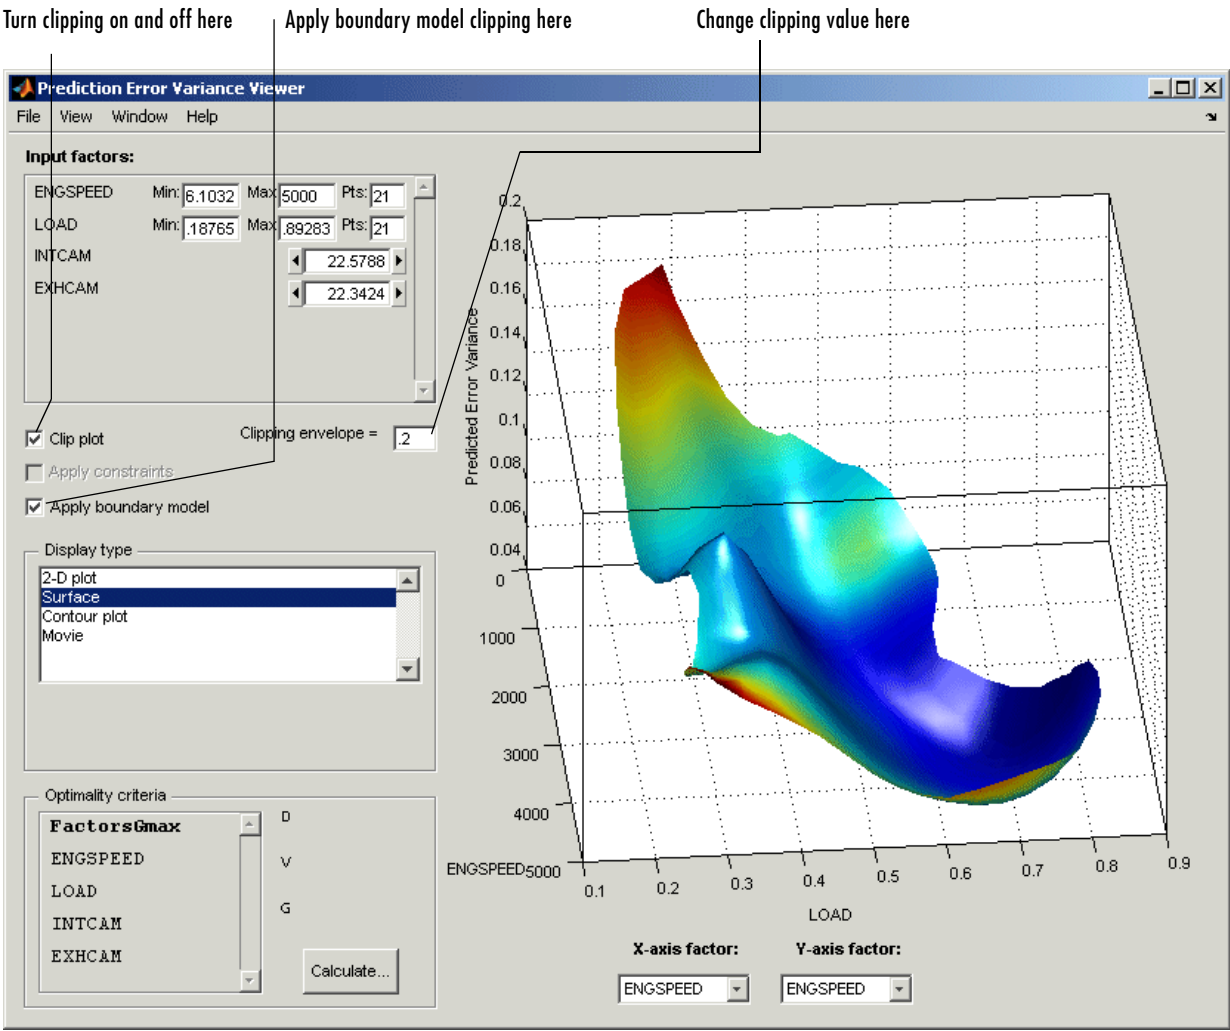 Turn clipping on and off here
Apply boundary model clipping here
Change clipping value here
Prediction Error Variance Viewer
File View Window Help
Input factors:
ENGSPEED Min: 6.1032 Max 5000 Pts: 21
LOAD Min: .18765 Max .89283 Pts: 21
INTCAM 22.5788
EXHCAM 22.3424
Clip plot
Clipping envelope = .2
Apply constraints
Apply boundary model
Display type
2-D plot
Surface
Contour plot
Movie
Optimality criteria
FactorsGmax
ENGSPEED
LOAD
INTCAM
EXHCAM
D
V
G
Calculate...
Predicted Error Variance
0.2
0.18
0.16
0.14
0.12
0.1
0.08
0.06
0.04
0
1000
2000
3000
4000
ENGSPEED5000
0.1 0.2 0.3 0.4 0.5 0.6 0.7 0.8 0.9
LOAD
X-axis factor: Y-axis factor:
ENGSPEED ENGSPEED